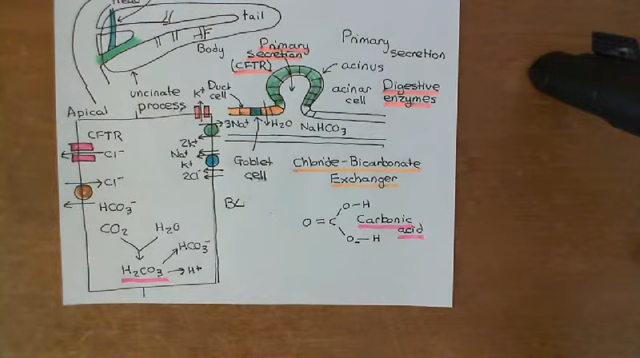 Head
tail
Body
uncinate
process
Primary
secretion
(CFTR)
Primary
secretion
acinus
acinar
cell
Digestive
enzymes
Duct
cell
H2O
NaHCO3
Goblet
cell
Chloride-Bicarbonate
Exchanger
Apical
K+
CFTR
Cl-
3Na+
2K+
Na+
K+
2Cl-
Cl-
HCO3-
BL
CO2
H2O
HCO3-
H2CO3 → H+
O-H
O=C
O-H
Carbonic
acid